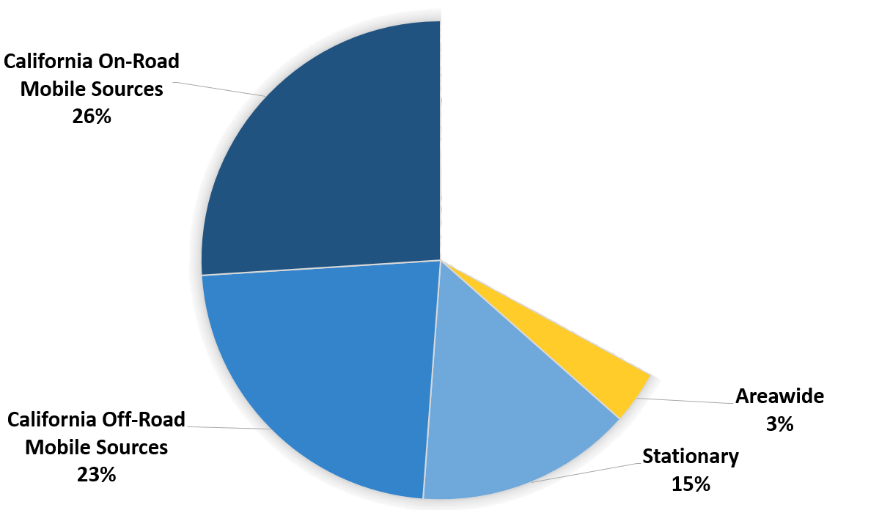 California On-Road
Mobile Sources
26%
California Off-Road
Mobile Sources
23%
Areawide
3%
Stationary
15%